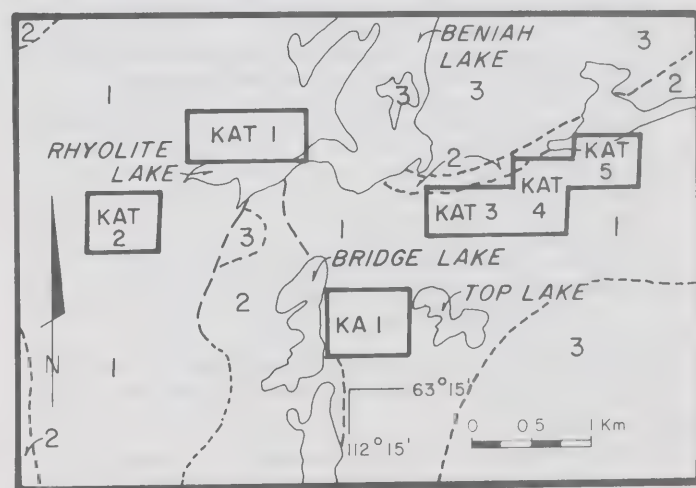 2
BENIAH
LAKE
3
1
3
3
2
KAT 1
RHYOLITE
LAKE
2
KAT
5
KAT
2
KAT 3
KAT
4
1
3
1
BRIDGE LAKE
2
KA 1
TOP LAKE
3
N
1
63°15'
0 0 5 1 Km
2
112°15'